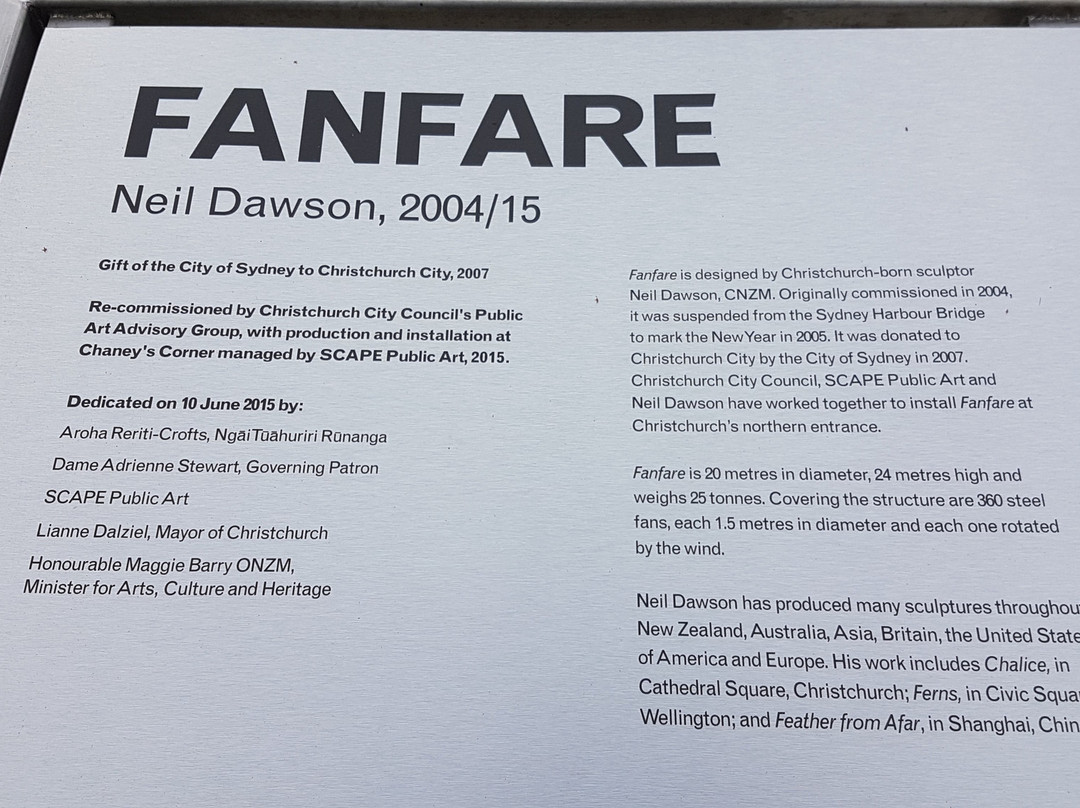 FANFARE
Neil Dawson, 2004/15
Gift of the City of Sydney to Christchurch City, 2007
Re-commissioned by Christchurch City Council's Public
Art Advisory Group, with production and installation at
Chaney's Corner managed by SCAPE Public Art, 2015.
Dedicated on 10 June 2015 by:
Aroha Reriti-Crofts, Ngāi Tūāhuriri Rūnanga
Dame Adrienne Stewart, Governing Patron
SCAPE Public Art
Lianne Dalziel, Mayor of Christchurch
Honourable Maggie Barry ONZM,
Minister for Arts, Culture and Heritage
Fanfare is designed by Christchurch-born sculptor
Neil Dawson, CNZM. Originally commissioned in 2004,
it was suspended from the Sydney Harbour Bridge
to mark the New Year in 2005. It was donated to
Christchurch City by the City of Sydney in 2007.
Christchurch City Council, SCAPE Public Art and
Neil Dawson have worked together to install Fanfare at
Christchurch's northern entrance.
Fanfare is 20 metres in diameter, 24 metres high and
weighs 25 tonnes. Covering the structure are 360 steel
fans, each 1.5 metres in diameter and each one rotated
by the wind.
Neil Dawson has produced many sculptures throughou
New Zealand, Australia, Asia, Britain, the United State
of America and Europe. His work includes Chalice, in
Cathedral Square, Christchurch; Ferns, in Civic Squa
Wellington; and Feather from Afar, in Shanghai, Chin